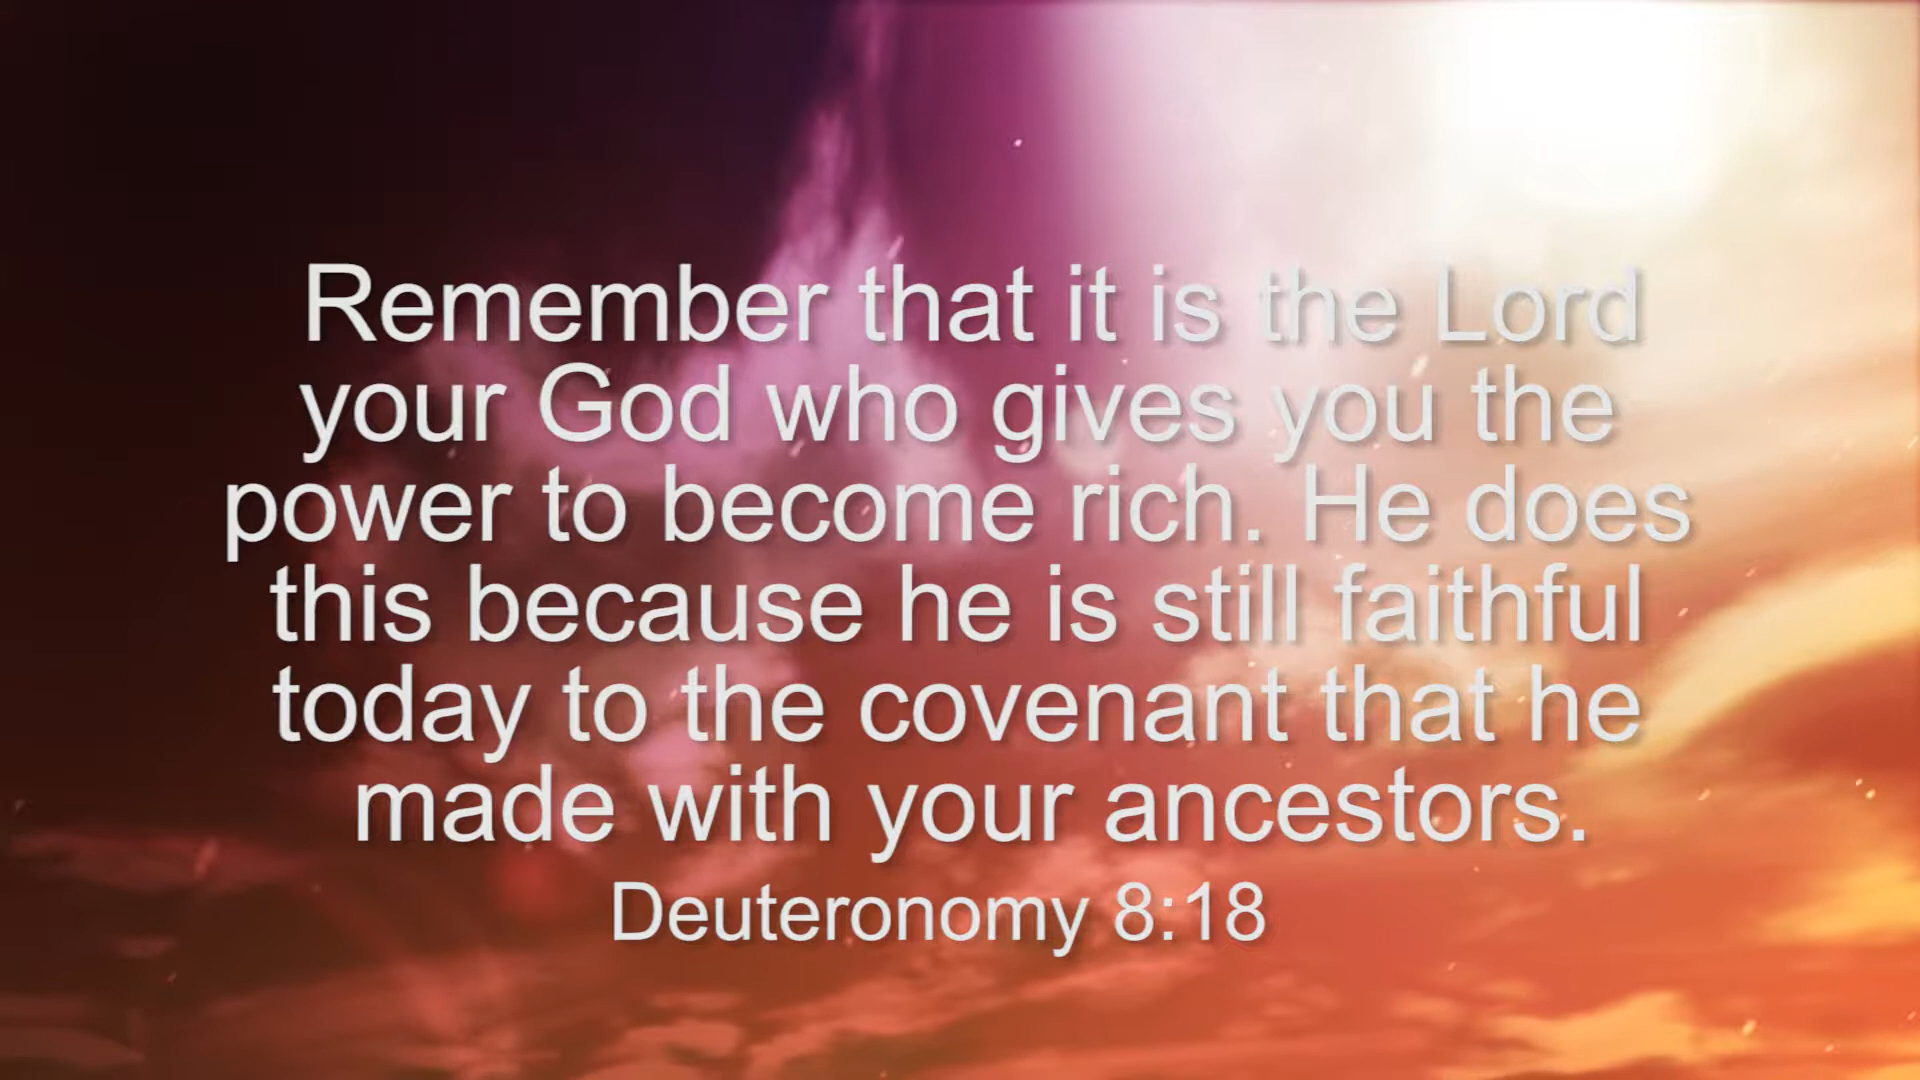 Remember that it is the Lord
your God who gives you the
power to become rich. He does
this because he is still faithful
today to the covenant that he
made with your ancestors.
Deuteronomy 8:18